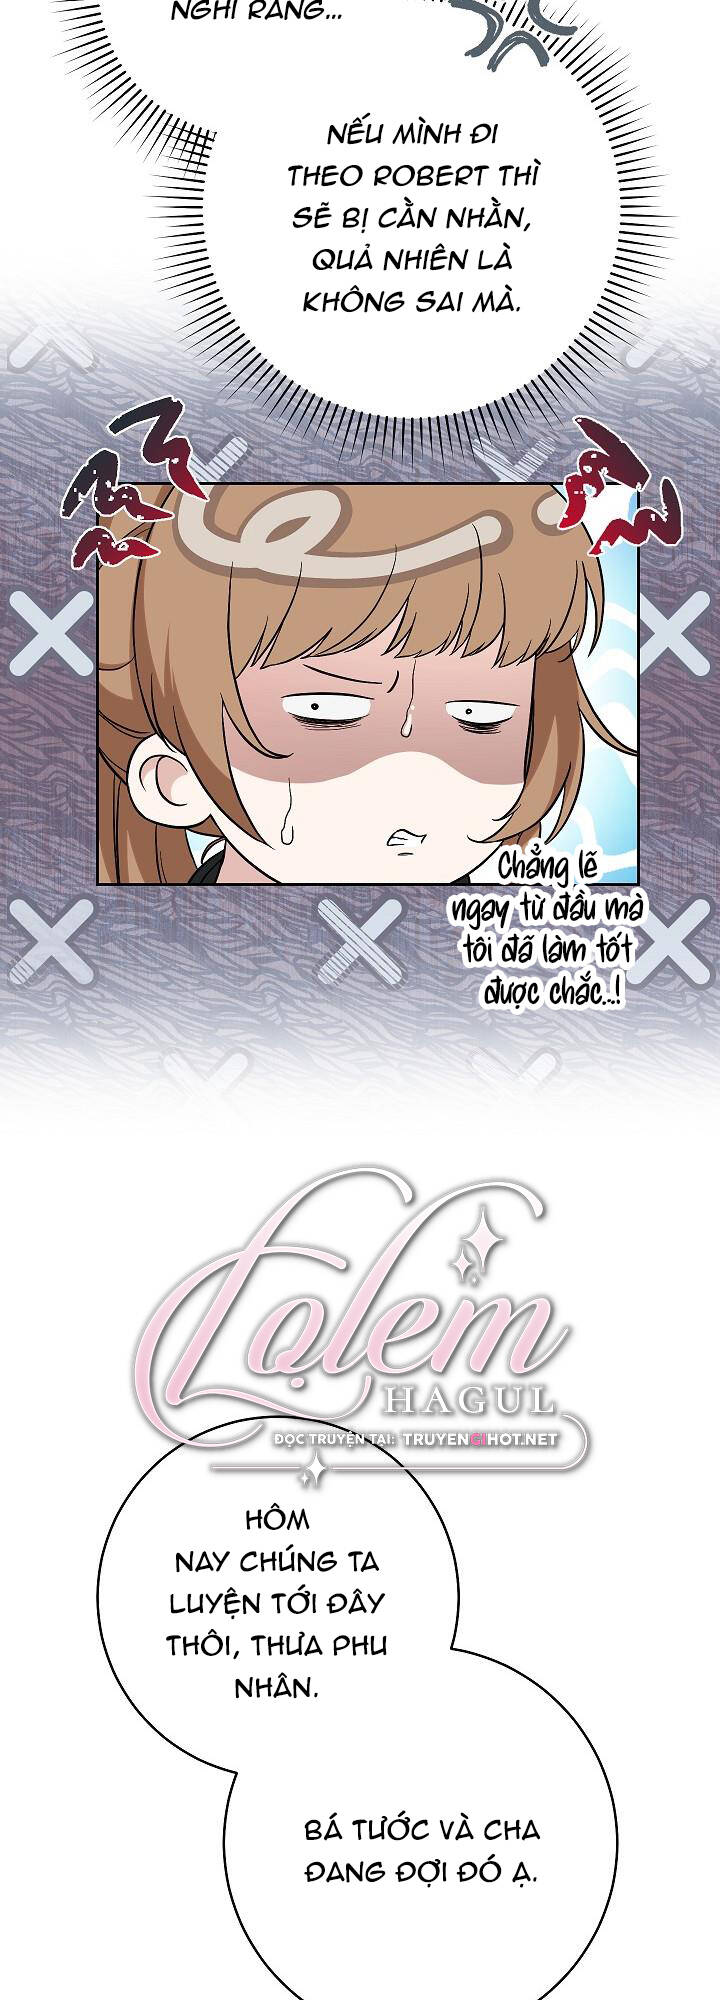 NGHĨ RẰNG...
NẾU MÌNH ĐI
THEO ROBERT THÌ
SẼ BỊ CẰN NHẰN,
QUẢ NHIÊN LÀ
KHÔNG SAI MÀ.
Chẳng lẽ
ngay từ đầu mà
tôi đã làm tốt
được chắc...!
Lọlem
HAGUL
ĐỌC TRUYỆN TẠI: TRUYENGIHOT.NET
HÔM
NAY CHÚNG TA
LUYỆN TỚI ĐÂY
THÔI, THƯA PHU
NHÂN.
BÁ TƯỚC VÀ CHA
ĐANG ĐỢI ĐÓ Ạ.